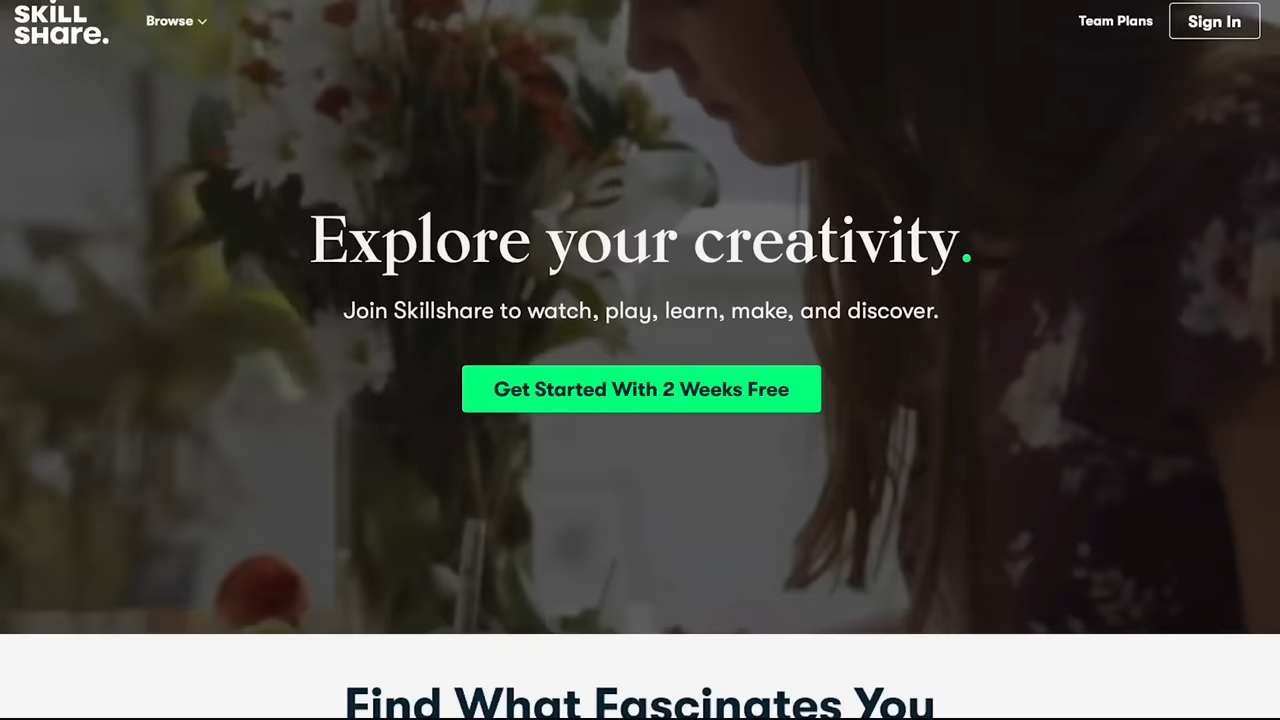 SKiLL
SHare.
Browse
Team Plans
Sign In
Explore your creativity.
Join Skillshare to watch, play, learn, make, and discover.
Get Started With 2 Weeks Free
Find What Fascinates You